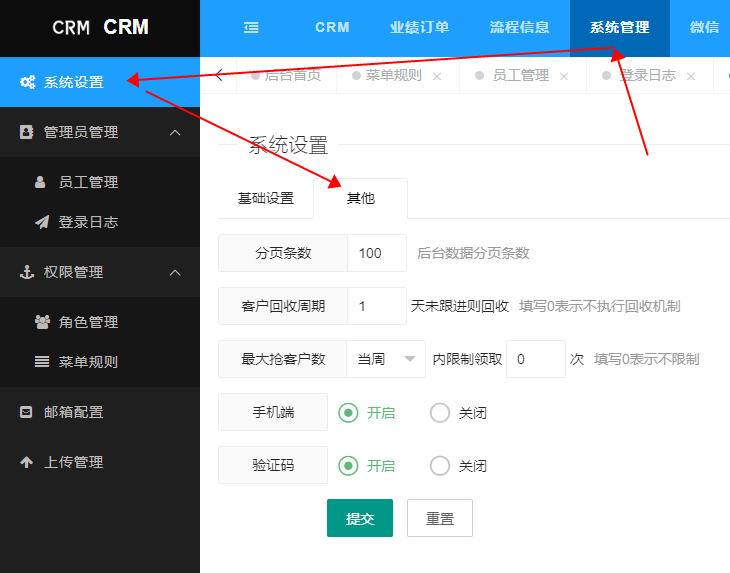 CRM CRM
CRM 业绩订单 流程信息 系统管理 微信
后台首页 菜单规则 员工管理 登录日志
系统设置
管理员管理
员工管理
登录日志
权限管理
角色管理
菜单规则
邮箱配置
上传管理
系统设置
基础设置 其他
分页条数 100 后台数据分页条数
客户回收周期 1 天未跟进则回收 填写0表示不执行回收机制
最大抢客户数 当周 内限制领取 0 次 填写0表示不限制
手机端 开启 关闭
验证码 开启 关闭
提交 重置